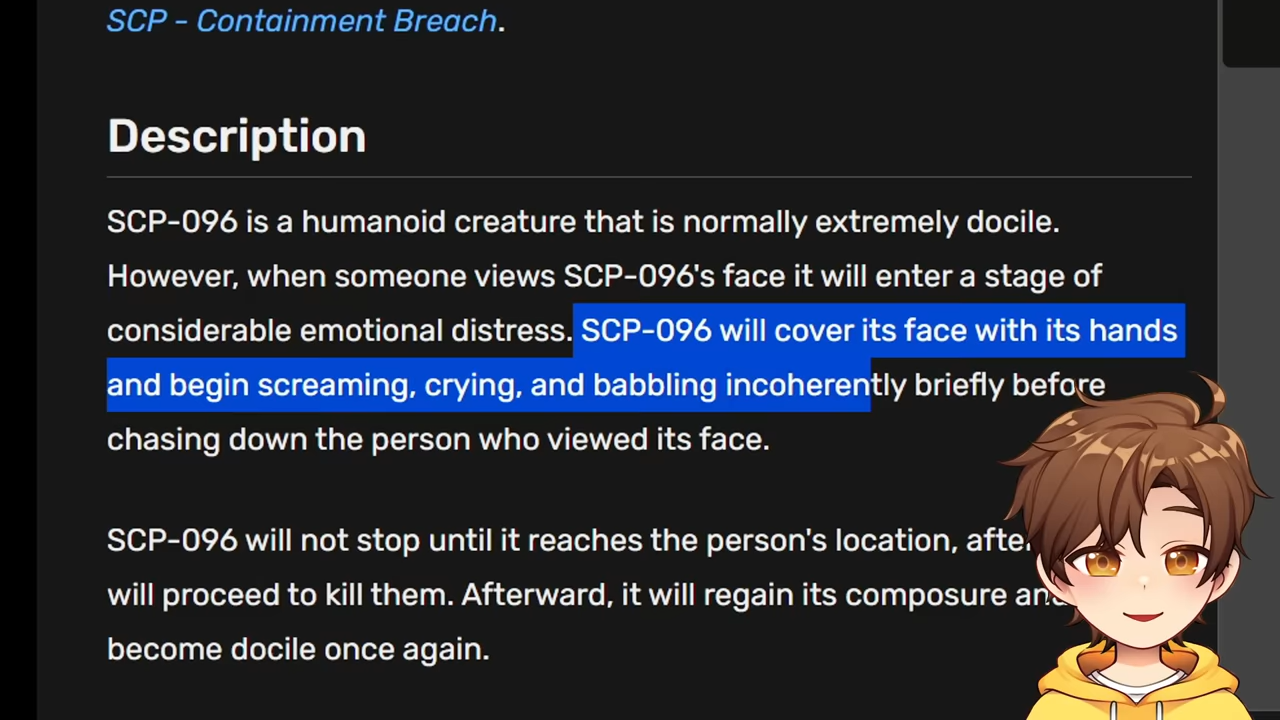 SCP - Containment Breach.
Description
SCP-096 is a humanoid creature that is normally extremely docile.
However, when someone views SCP-096's face it will enter a stage of
considerable emotional distress. SCP-096 will cover its face with its hands
and begin screaming, crying, and babbling incoherently briefly before
chasing down the person who viewed its face.
SCP-096 will not stop until it reaches the person's location, after
will proceed to kill them. Afterward, it will regain its composure and
become docile once again.